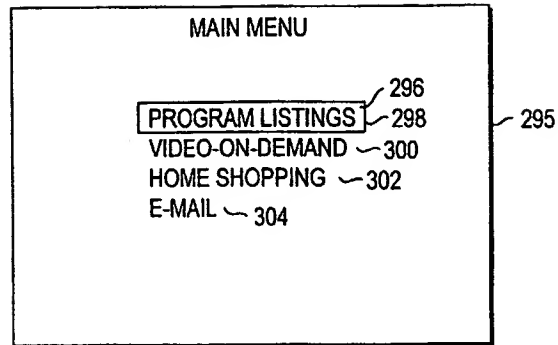 MAIN MENU
296
PROGRAM LISTINGS 298 295
VIDEO-ON-DEMAND 300
HOME SHOPPING 302
E-MAIL 304